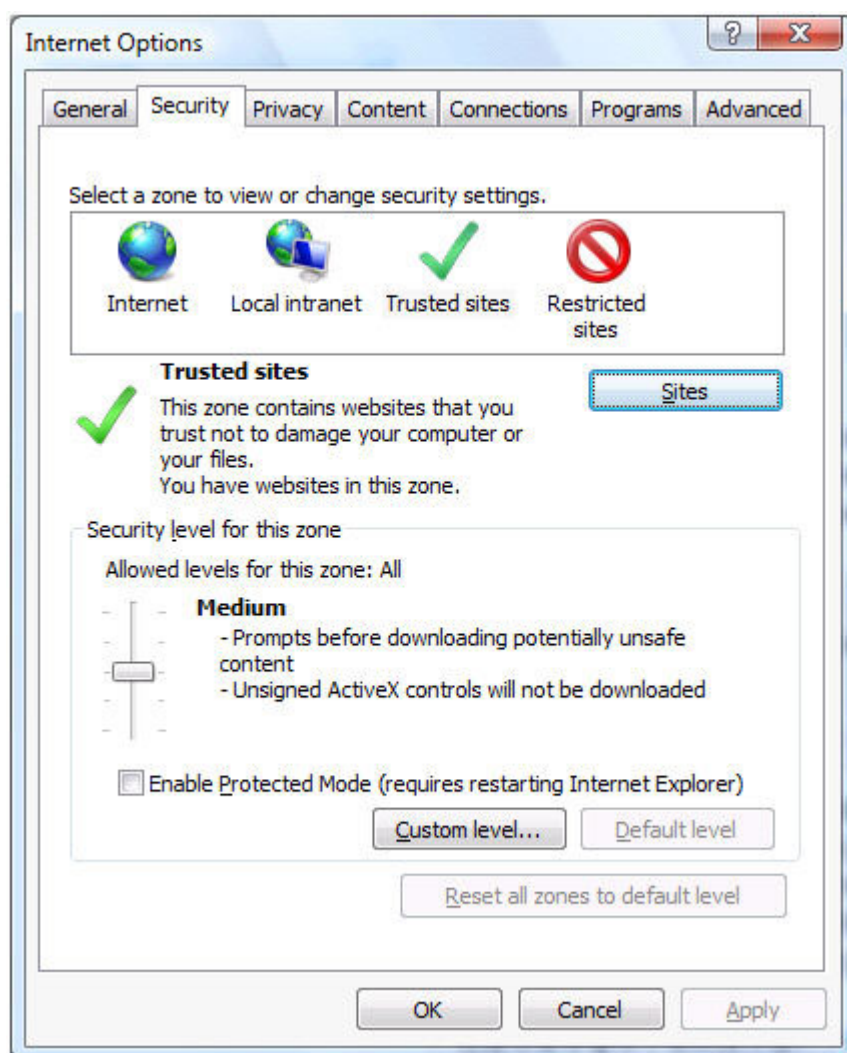 Internet Options
General Security Privacy Content Connections Programs Advanced
Select a zone to view or change security settings.
Internet Local intranet Trusted sites Restricted
sites
Trusted sites
Sites
This zone contains websites that you
trust not to damage your computer or
your files.
You have websites in this zone.
Security level for this zone
Allowed levels for this zone: All
Medium
- Prompts before downloading potentially unsafe
content
- Unsigned ActiveX controls will not be downloaded
Enable Protected Mode (requires restarting Internet Explorer)
Custom level... Default level
Reset all zones to default level
OK Cancel Apply